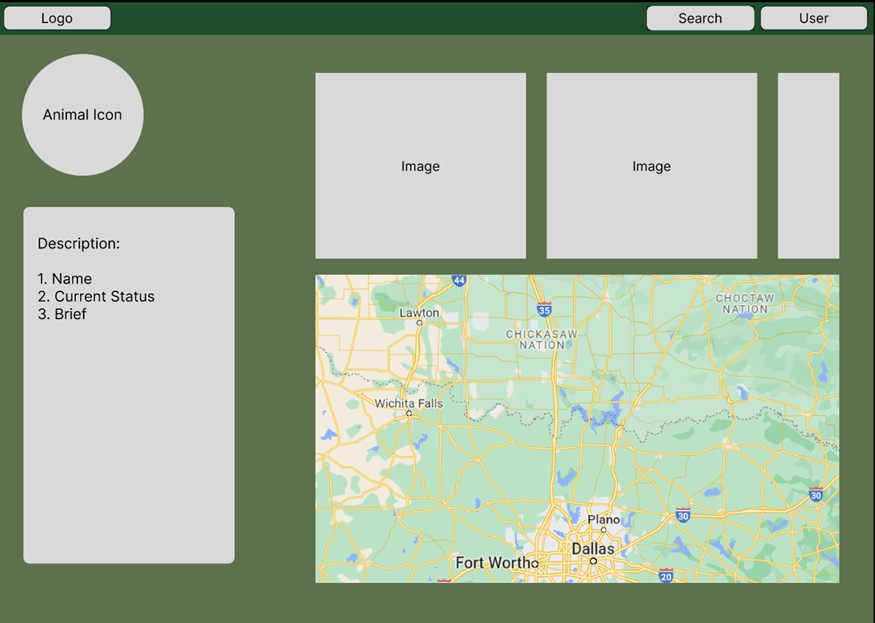 Logo
Search
User
Animal Icon
Image
Image
Description:
1. Name
2. Current Status
3. Brief
44
35
CHOCTAW
NATION
Lawton
CHICKASAW
NATION
Wichita Falls
30
Plano
30
Dallas
Fort Worth
20